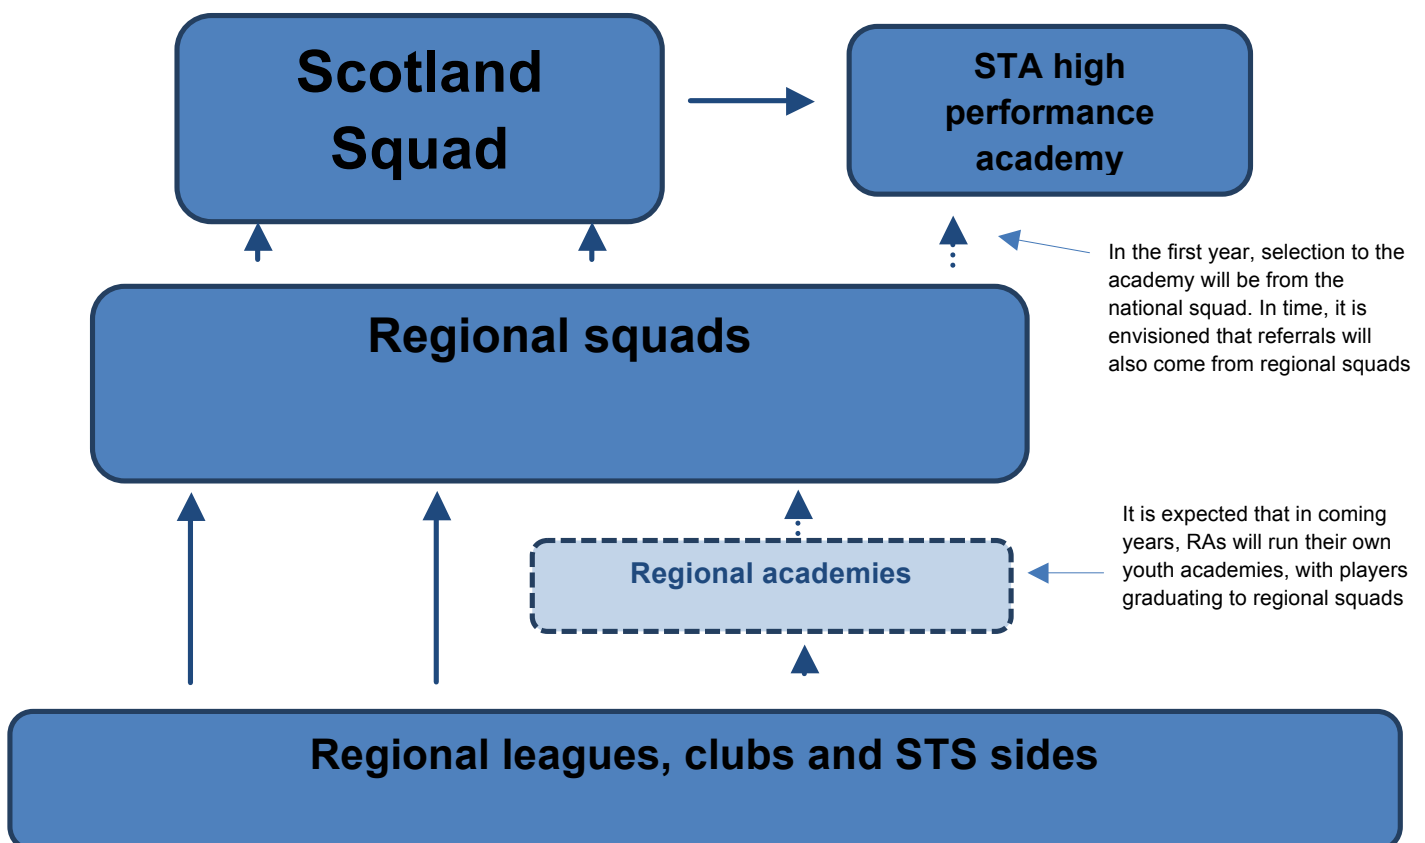 Scotland
Squad
STA high
performance
academy
In the first year, selection to the
academy will be from the
national squad. In time, it is
envisioned that referrals will
also come from regional squads
Regional squads
It is expected that in coming
years, RAs will run their own
youth academies, with players
graduating to regional squads
Regional academies
Regional leagues, clubs and STS sides